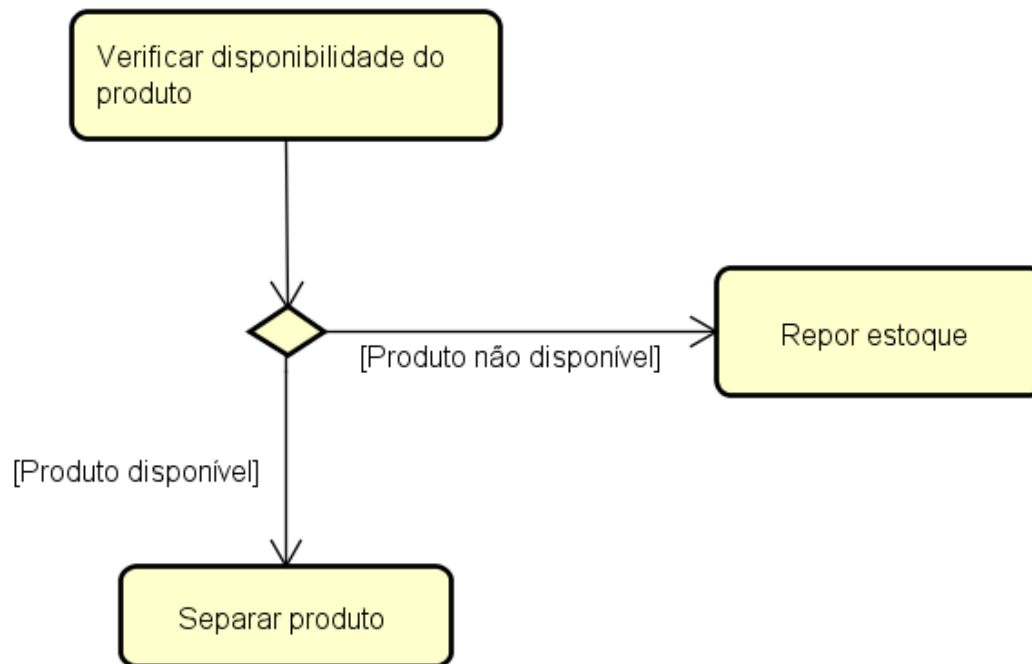 Verificar disponibilidade do
produto
Repor estoque
[Produto não disponível]
[Produto disponível]
Separar produto